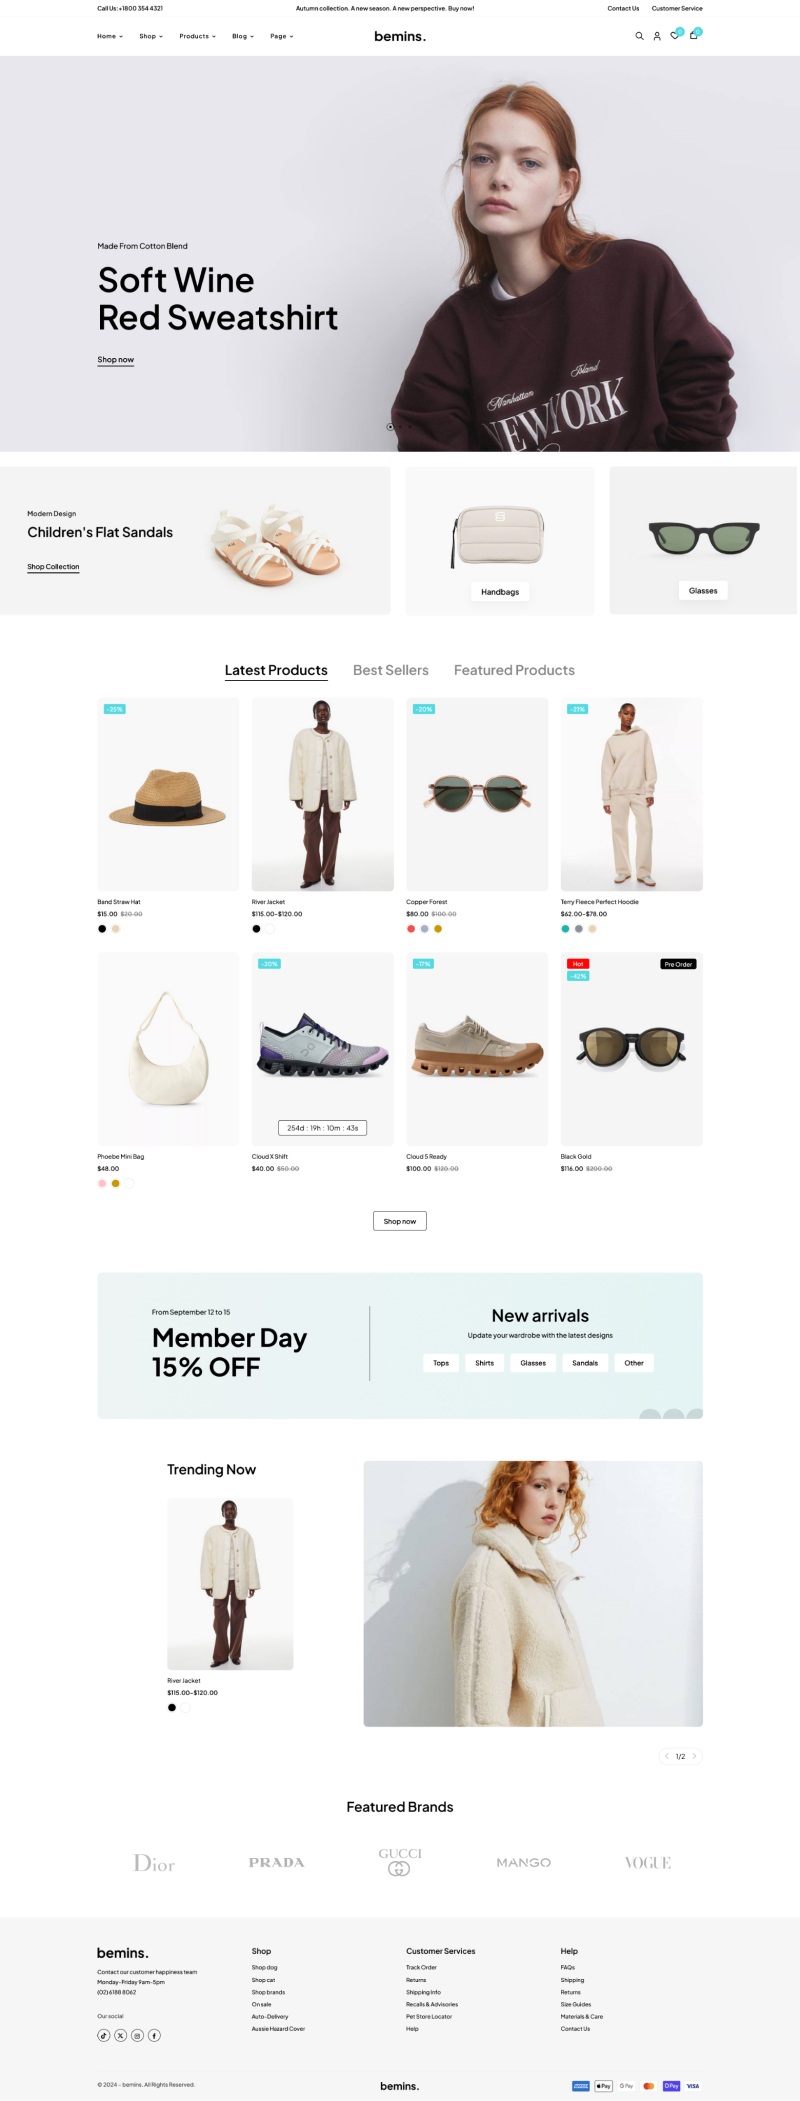 Call Us: +1800 354 4321
Autumn collection. A new season. A new perspective. Buy now!
Contact Us
Customer Service
Home
Shop
Products
Blog
Page
bemins.
Made From Cotton Blend
Soft Wine
Red Sweatshirt
Shop now
Manhattan
Island
NEW YORK
Modern Design
Children's Flat Sandals
Shop Collection
Handbags
Glasses
Latest Products
Best Sellers
Featured Products
-25%
-20%
-21%
Band Straw Hat
$15.00 $20.00
River Jacket
$115.00–$120.00
Copper Forest
$80.00 $100.00
Terry Fleece Perfect Hoodie
$62.00–$78.00
-20%
254d : 19h : 10m : 43s
-17%
Hot
-42%
Pre Order
Phoebe Mini Bag
$48.00
Cloud X Shift
$40.00 $50.00
Cloud 5 Ready
$100.00 $120.00
Black Gold
$116.00 $200.00
Shop now
From September 12 to 15
Member Day
15% OFF
New arrivals
Update your wardrobe with the latest designs
Tops
Shirts
Glasses
Sandals
Other
Trending Now
River Jacket
$115.00–$120.00
1/2
Featured Brands
Dior
PRADA
GUCCI
MANGO
VOGUE
bemins.
Contact our customer happiness team
Monday-Friday 9am-5pm
(02) 6188 8062
Our social
Shop
Shop dog
Shop cat
Shop brands
On sale
Auto-Delivery
Aussie Hazard Cover
Customer Services
Track Order
Returns
Shipping Info
Recalls & Advisories
Pet Store Locator
Help
Help
FAQs
Shipping
Returns
Size Guides
Materials & Care
Contact Us
© 2024 – bemins. All Rights Reserved.
bemins.
Pay
G Pay
Pay
VISA